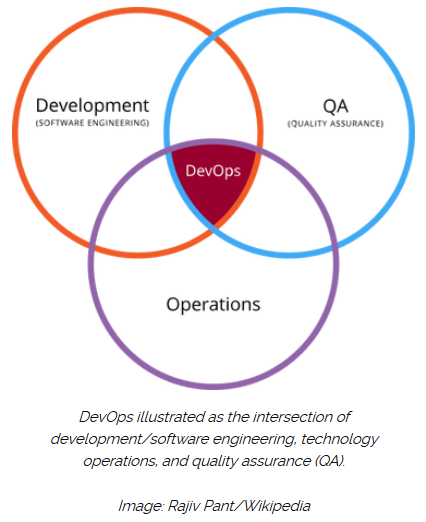 Development
(SOFTWARE ENGINEERING)
QA
(QUALITY ASSURANCE)
DevOps
Operations
DevOps illustrated as the intersection of
development/software engineering, technology
operations, and quality assurance (QA).
Image: Rajiv Pant/Wikipedia